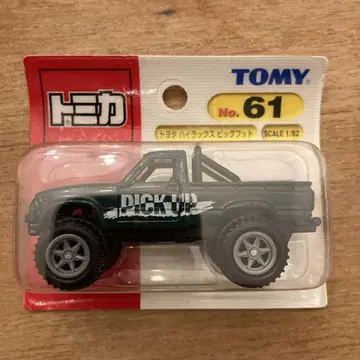 トミカ
TOMY
No. 61
トヨタ ハイラックス ビッグフット
SCALE 1/62
PICK UP